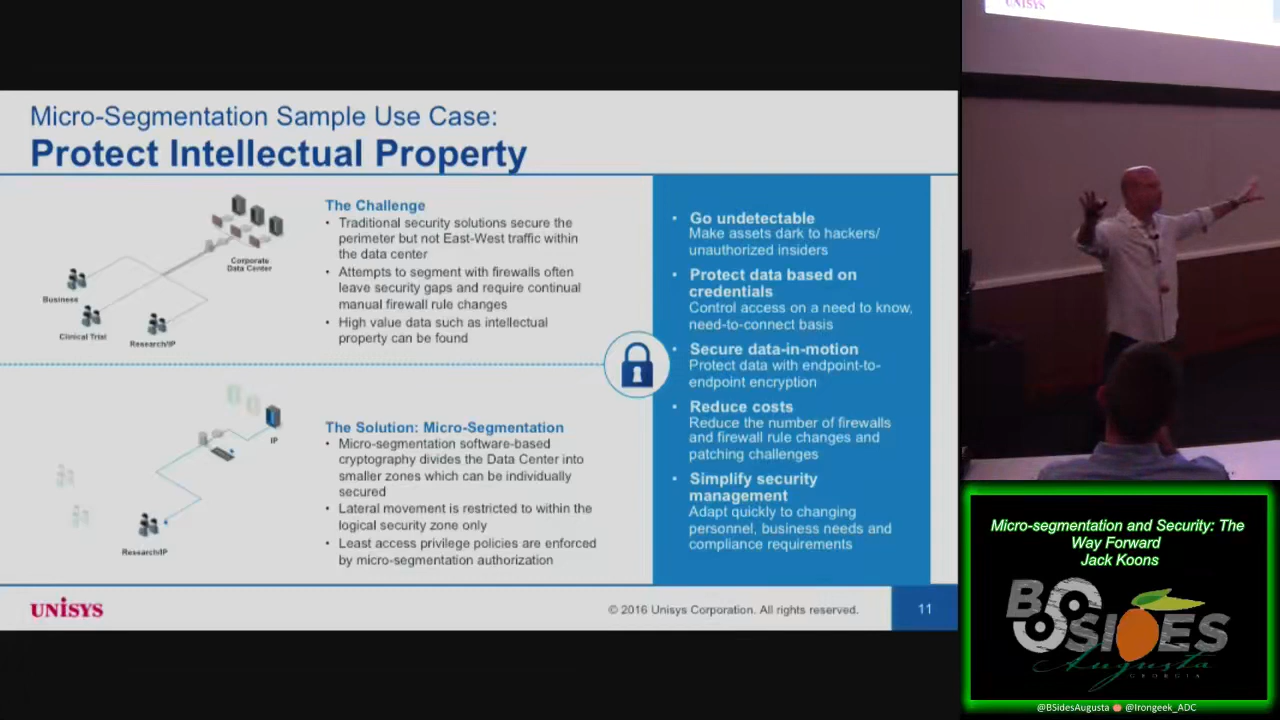 Micro-Segmentation Sample Use Case:
Protect Intellectual Property
Corporate
Data Center
Business
Clinical Trial
Research/IP
The Challenge
• Traditional security solutions secure the
perimeter but not East-West traffic within
the data center
• Attempts to segment with firewalls often
leave security gaps and require continual
manual firewall rule changes
• High value data such as intellectual
property can be found
IP
Research/IP
The Solution: Micro-Segmentation
• Micro-segmentation software-based
cryptography divides the Data Center into
smaller zones which can be individually
secured
• Lateral movement is restricted to within the
logical security zone only
• Least access privilege policies are enforced
by micro-segmentation authorization
• Go undetectable
Make assets dark to hackers/
unauthorized insiders
• Protect data based on
credentials
Control access on a need to know,
need-to-connect basis
• Secure data-in-motion
Protect data with endpoint-to-
endpoint encryption
• Reduce costs
Reduce the number of firewalls
and firewall rule changes and
patching challenges
• Simplify security
management
Adapt quickly to changing
personnel, business needs and
compliance requirements
UNISYS
© 2016 Unisys Corporation. All rights reserved.
11
UNISYS
Micro-segmentation and Security: The
Way Forward
Jack Koons
BSIDES
Augusta
GEORGIA
@BSidesAugusta @Irongeek_ADC